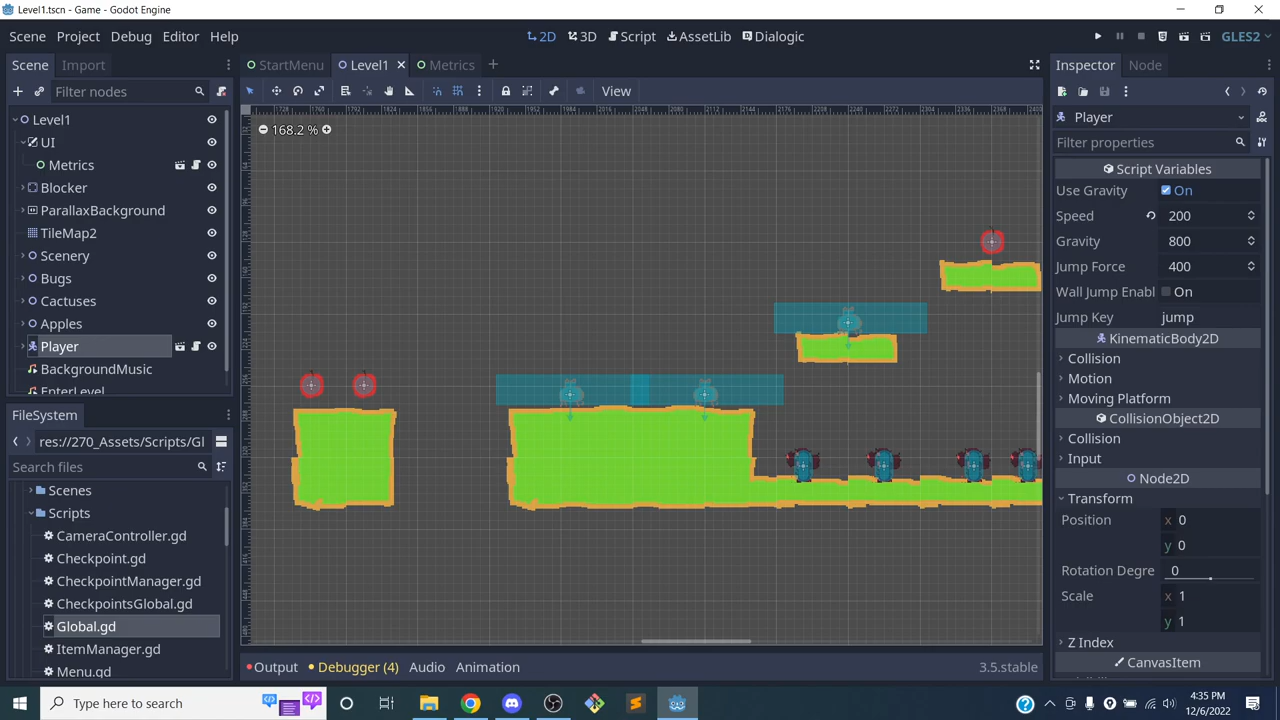 Level1.tscn - Game - Godot Engine
Scene Project Debug Editor Help
2D 3D Script AssetLib Dialogic
GLES2
Scene Import
StartMenu Level1 Metrics
Inspector Node
Filter nodes
View
Level1
168.2 %
Player
UI
Filter properties
Metrics
Script Variables
Blocker
Use Gravity On
ParallaxBackground
Speed 200
TileMap2
Gravity 800
Scenery
Jump Force 400
Bugs
Wall Jump Enabl On
Cactuses
Jump Key jump
Apples
KinematicBody2D
Player
Collision
BackgroundMusic
Motion
EnterLevel
Moving Platform
FileSystem
CollisionObject2D
res://270_Assets/Scripts/Gl
Collision
Search files
Input
Scenes
Node2D
Scripts
Transform
CameraController.gd
Position x 0
Checkpoint.gd
y 0
CheckpointManager.gd
Rotation Degre 0
CheckpointsGlobal.gd
Scale x 1
Global.gd
y 1
ItemManager.gd
Z Index
Menu.gd
CanvasItem
Output Debugger (4) Audio Animation
3.5.stable
Type here to search
4:35 PM
12/6/2022